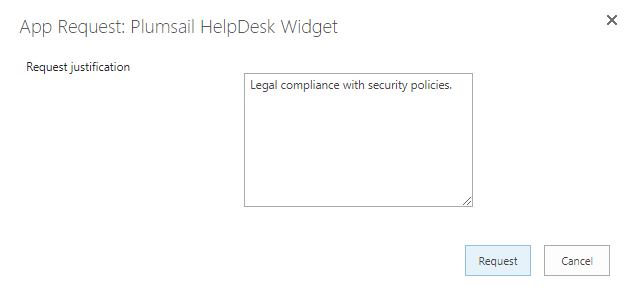 App Request: Plumsail HelpDesk Widget
Request justification
Legal compliance with security policies.
Request
Cancel